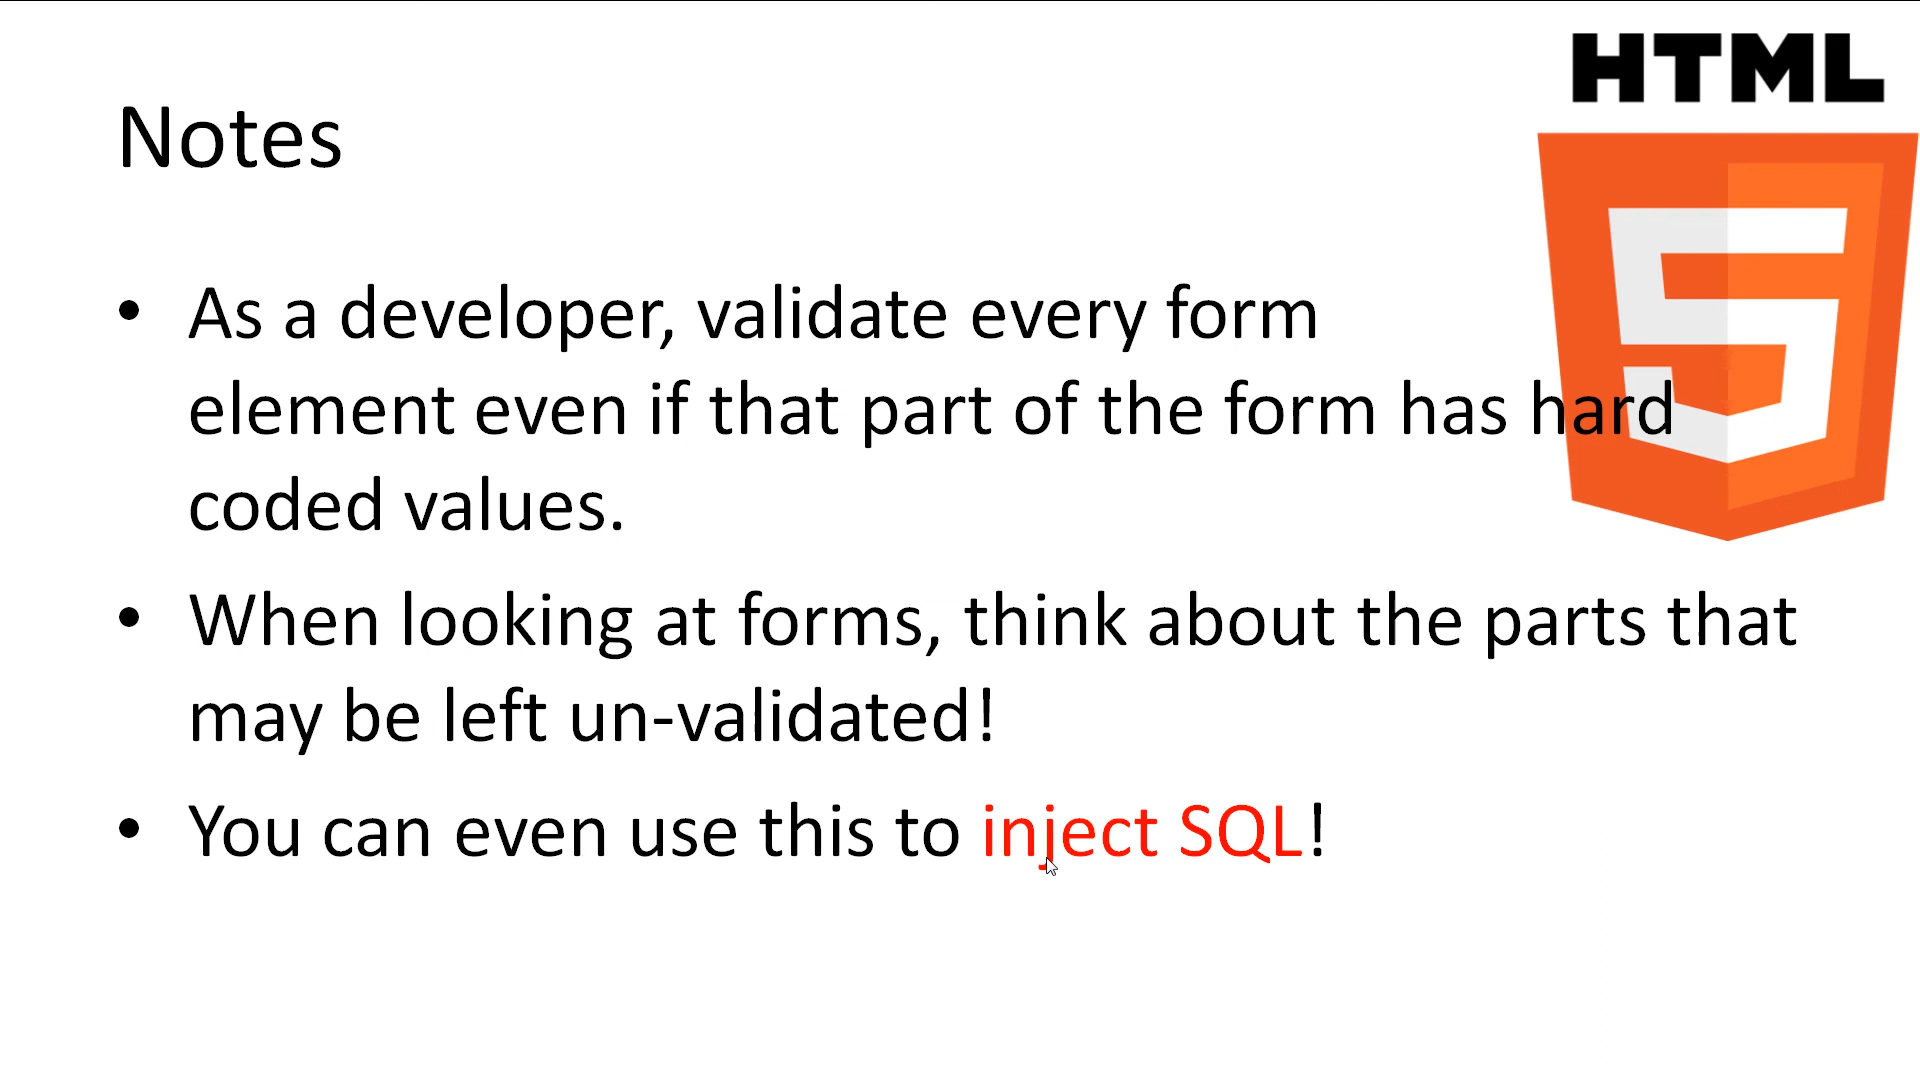 HTML
Notes
• As a developer, validate every form
element even if that part of the form has hard
coded values.
• When looking at forms, think about the parts that
may be left un-validated!
• You can even use this to inject SQL!